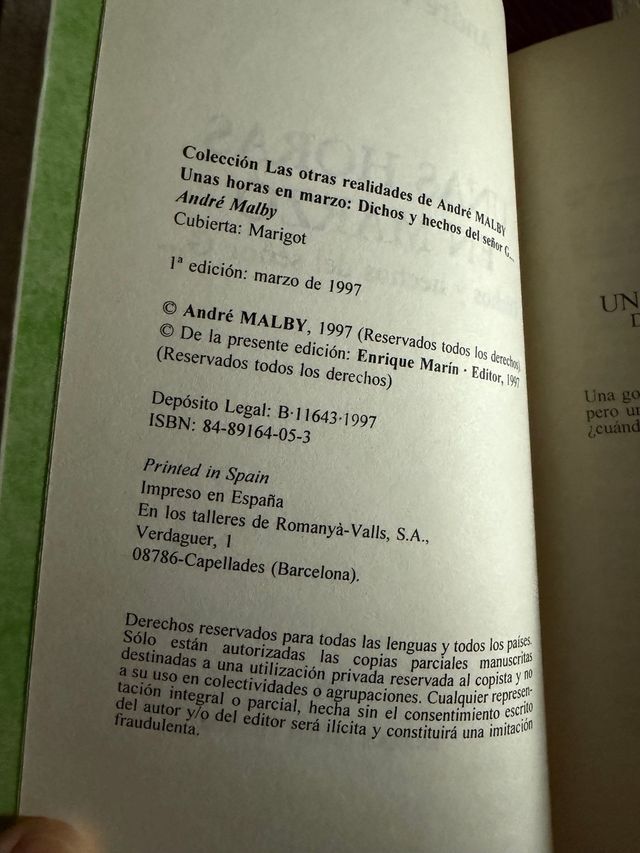 Colección Las otras realidades de André MALBY
Unas horas en marzo: Dichos y hechos del señor G...
André Malby
Cubierta: Marigot
1ª edición: marzo de 1997
© André MALBY, 1997 (Reservados todos los derechos)
© De la presente edición: Enrique Marín · Editor, 1997
(Reservados todos los derechos)
Depósito Legal: B-11643-1997
ISBN: 84-89164-05-3
Printed in Spain
Impreso en España
En los talleres de Romanyà-Valls, S.A.,
Verdaguer, 1
08786-Capellades (Barcelona).
Derechos reservados para todas las lenguas y todos los países.
Sólo están autorizadas las copias parciales manuscritas
destinadas a una utilización privada reservada al copista y no
a su uso en colectividades o agrupaciones. Cualquier represen-
tación integral o parcial, hecha sin el consentimiento escrito
del autor y/o del editor será ilícita y constituirá una imitación
fraudulenta.
UN
D
Una go
pero un
¿cuánd